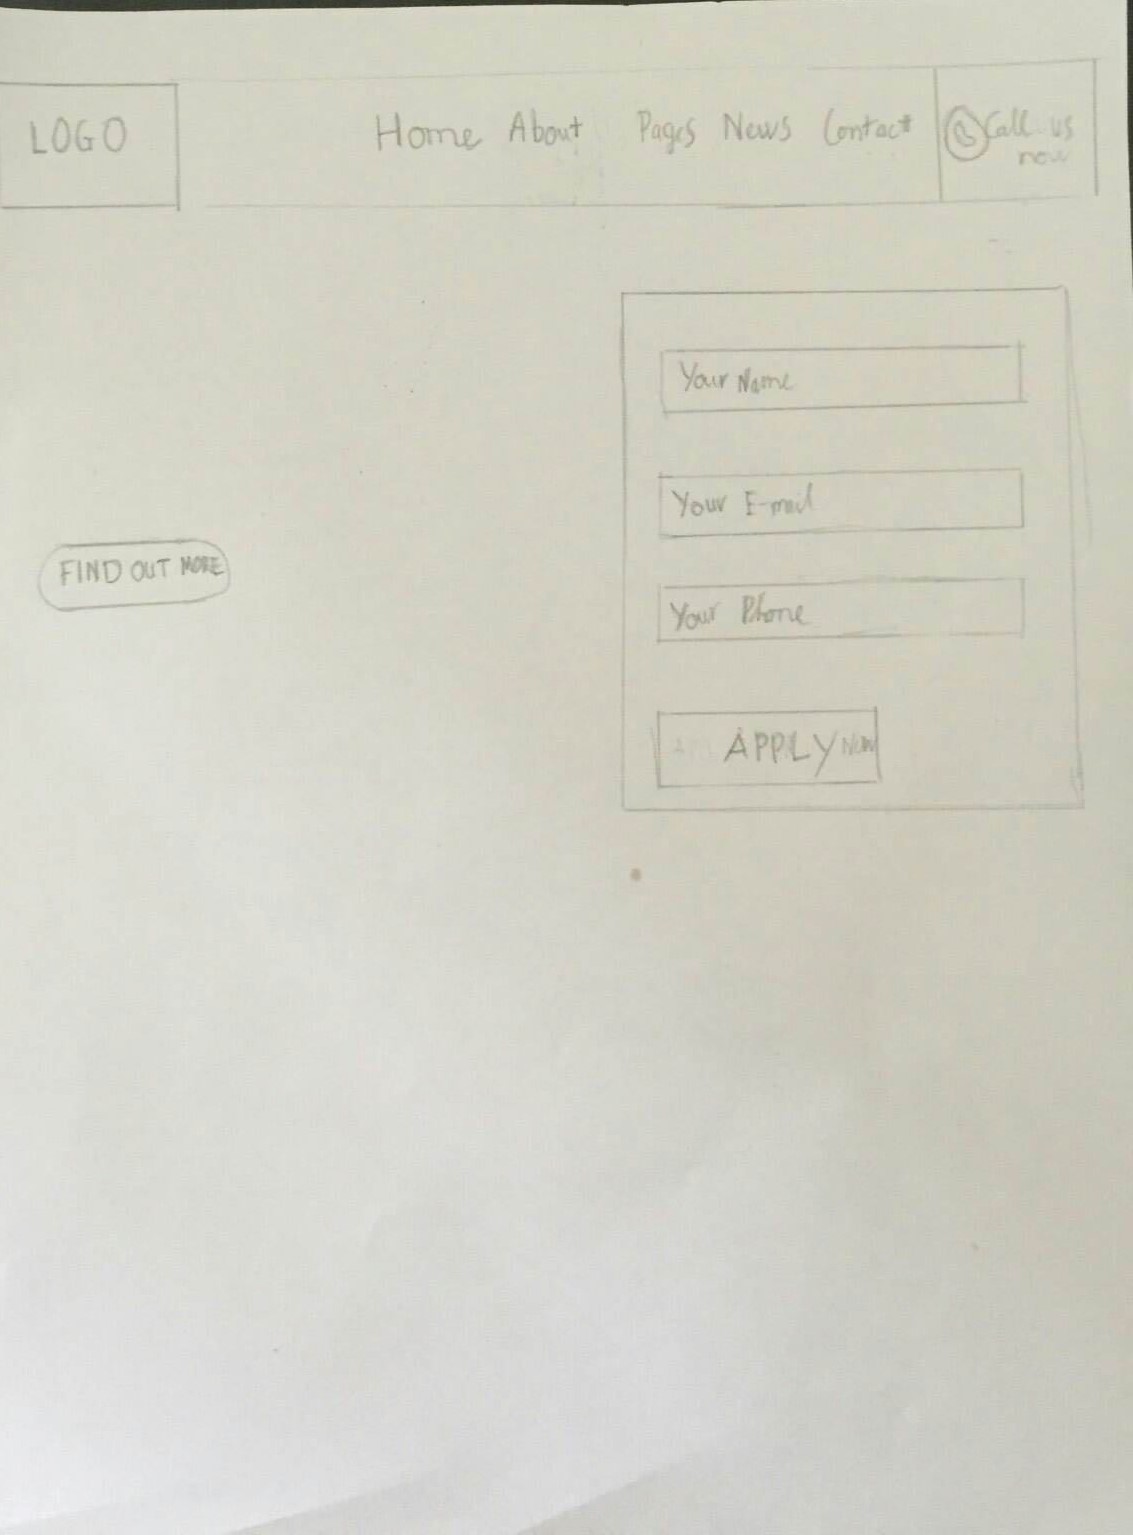 LOGO
Home About Pages News Contact
Call us
now
Your Name
Your E-mail
FIND OUT MORE
Your Phone
APPLY Now